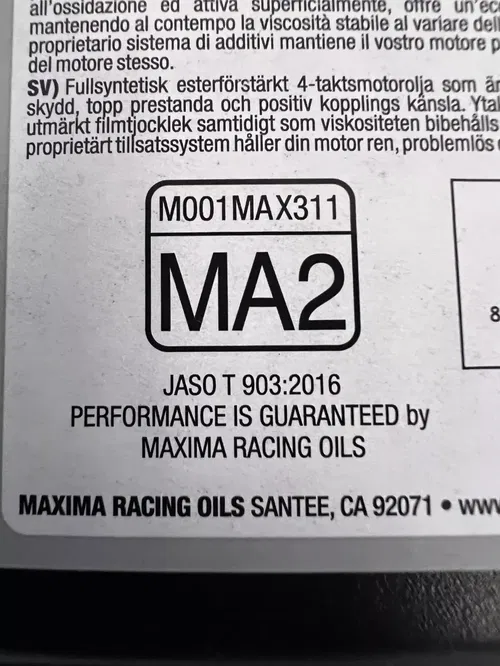 all'ossidazione ed attiva superficialmente, offre un'ec
mantenendo al contempo la viscosità stabile al variare dell
proprietario sistema di additivi mantiene il vostro motore p
del motore stesso.
SV) Fullsyntetisk esterförstärkt 4-taktsmotorolja som är
skydd, topp prestanda och positiv kopplings känsla. Ytal
utmärkt filmtjocklek samtidigt som viskositeten bibehålls
proprietärt tillsatssystem håller din motor ren, problemlös
M001MAX311
MA2
8
JASO T 903:2016
PERFORMANCE IS GUARANTEED by
MAXIMA RACING OILS
MAXIMA RACING OILS SANTEE, CA 92071 • www